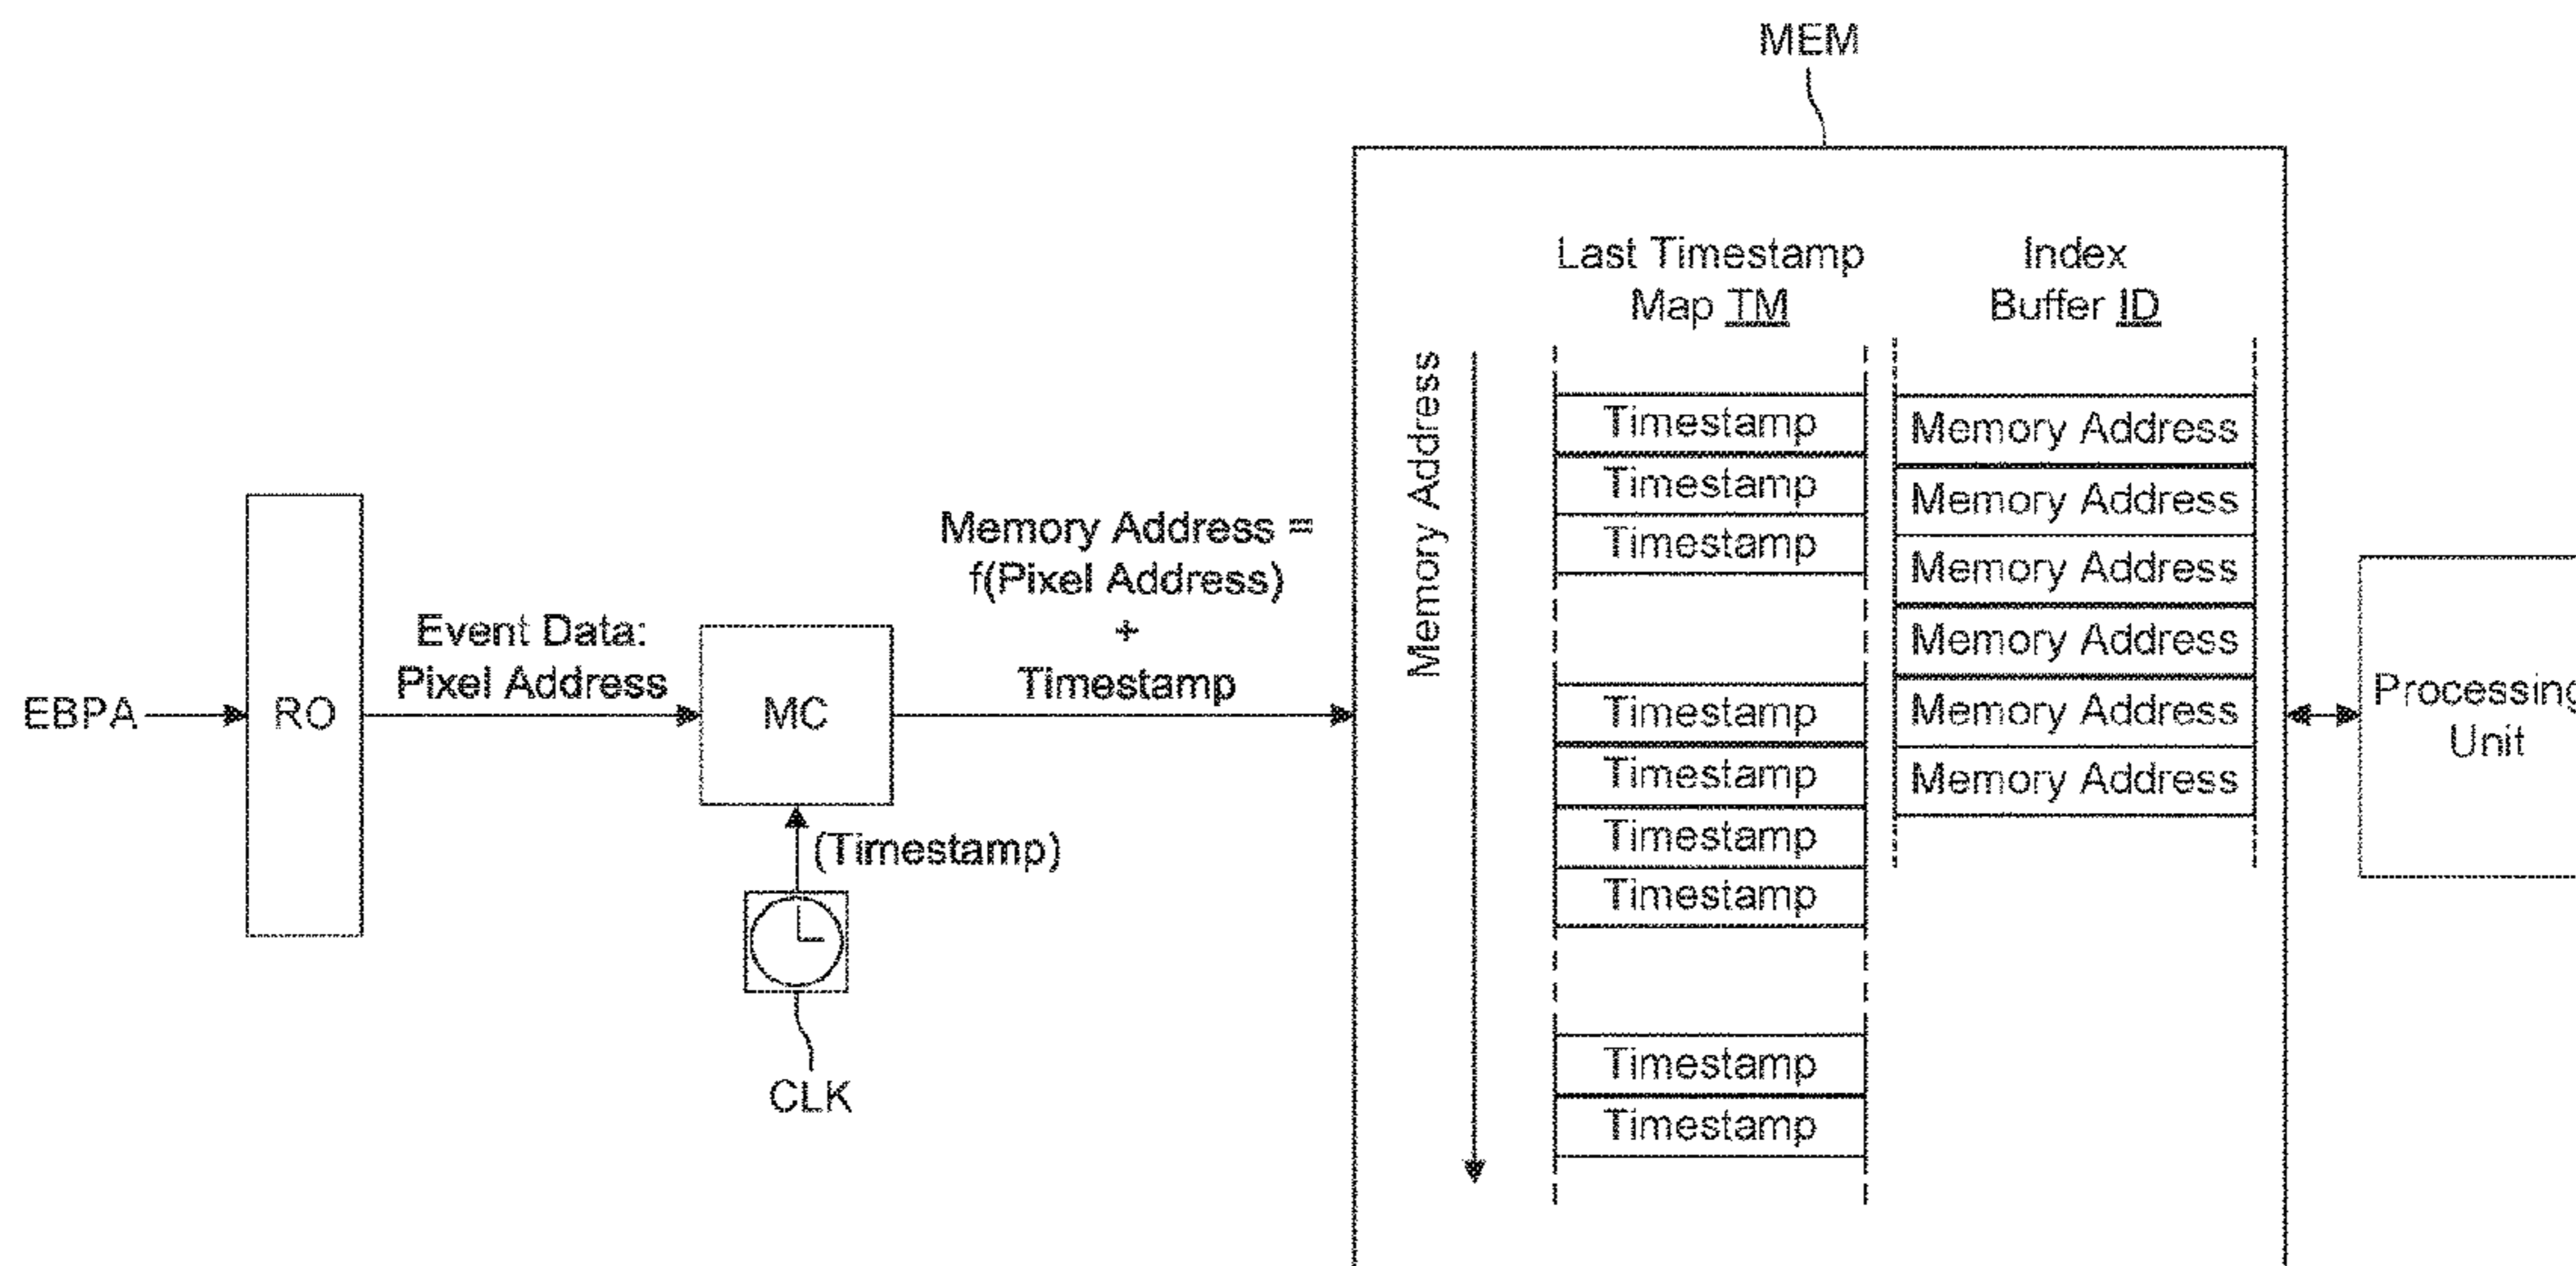 MEM
Last Timestamp
Map TM
Index
Buffer ID
Memory Address
Timestamp
Timestamp
Timestamp
Timestamp
Timestamp
Timestamp
Timestamp
Timestamp
Timestamp
Memory Address
Memory Address
Memory Address
Memory Address
Memory Address
Memory Address
EBPA
RO
Event Data:
Pixel Address
MC
Memory Address =
f(Pixel Address)
+
Timestamp
(Timestamp)
CLK
Processing
Unit